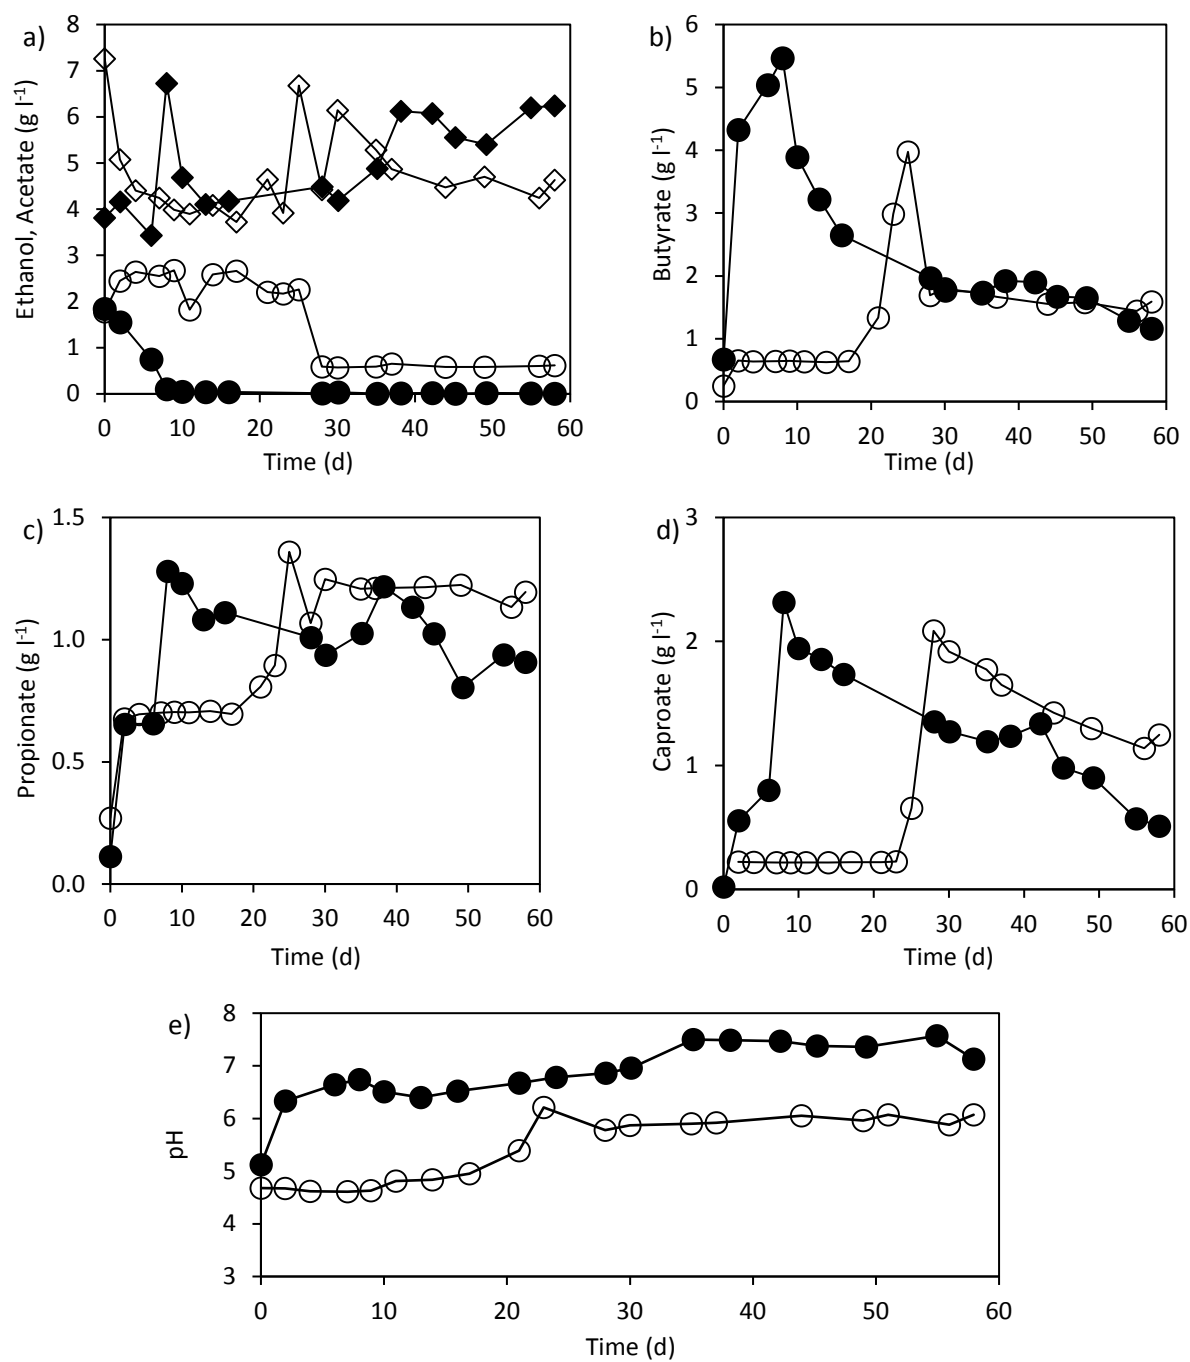 a)
Ethanol, Acetate (g l-1)
8
7
6
5
4
3
2
1
0
0 10 20 30 40 50 60
Time (d)
b)
Butyrate (g l-1)
6
5
4
3
2
1
0
0 10 20 30 40 50 60
Time (d)
c)
Propionate (g l-1)
1.5
1.0
0.5
0.0
0 10 20 30 40 50 60
Time (d)
d)
Caproate (g l-1)
3
2
1
0
0 10 20 30 40 50 60
Time (d)
e)
pH
8
7
6
5
4
3
0 10 20 30 40 50 60
Time (d)